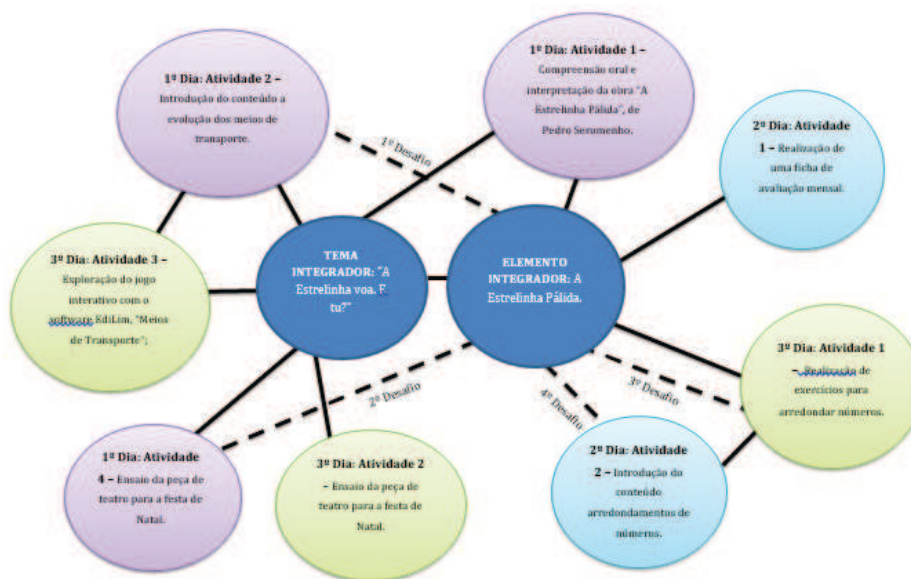 1º Dia: Atividade 2 –
Introdução do conteúdo a
evolução dos meios de
transporte.
1º Dia: Atividade 1 –
Compreensão oral e
interpretação da obra "A
Estrelinha Pálida", de
Pedro Seromenho.
2º Dia: Atividade
1 – Realização de
uma ficha de
avaliação mensal.
1º Desafio
3º Dia: Atividade 3 –
Exploração do jogo
interativo com o
software EdiLim, "Meios
de Transporte";
TEMA
INTEGRADOR: "A
Estrelinha voa. E
tu?"
ELEMENTO
INTEGRADOR: A
Estrelinha Pálida.
3º Dia: Atividade 1
– Realização de
exercícios para
arredondar números.
2º Desafio
3º Desafio
4º Desafio
1º Dia: Atividade
4 – Ensaio da peça de
teatro para a festa de
Natal.
3º Dia: Atividade 2
– Ensaio da peça de
teatro para a festa de
Natal.
2º Dia: Atividade
2 – Introdução do
conteúdo
arredondamentos de
números.